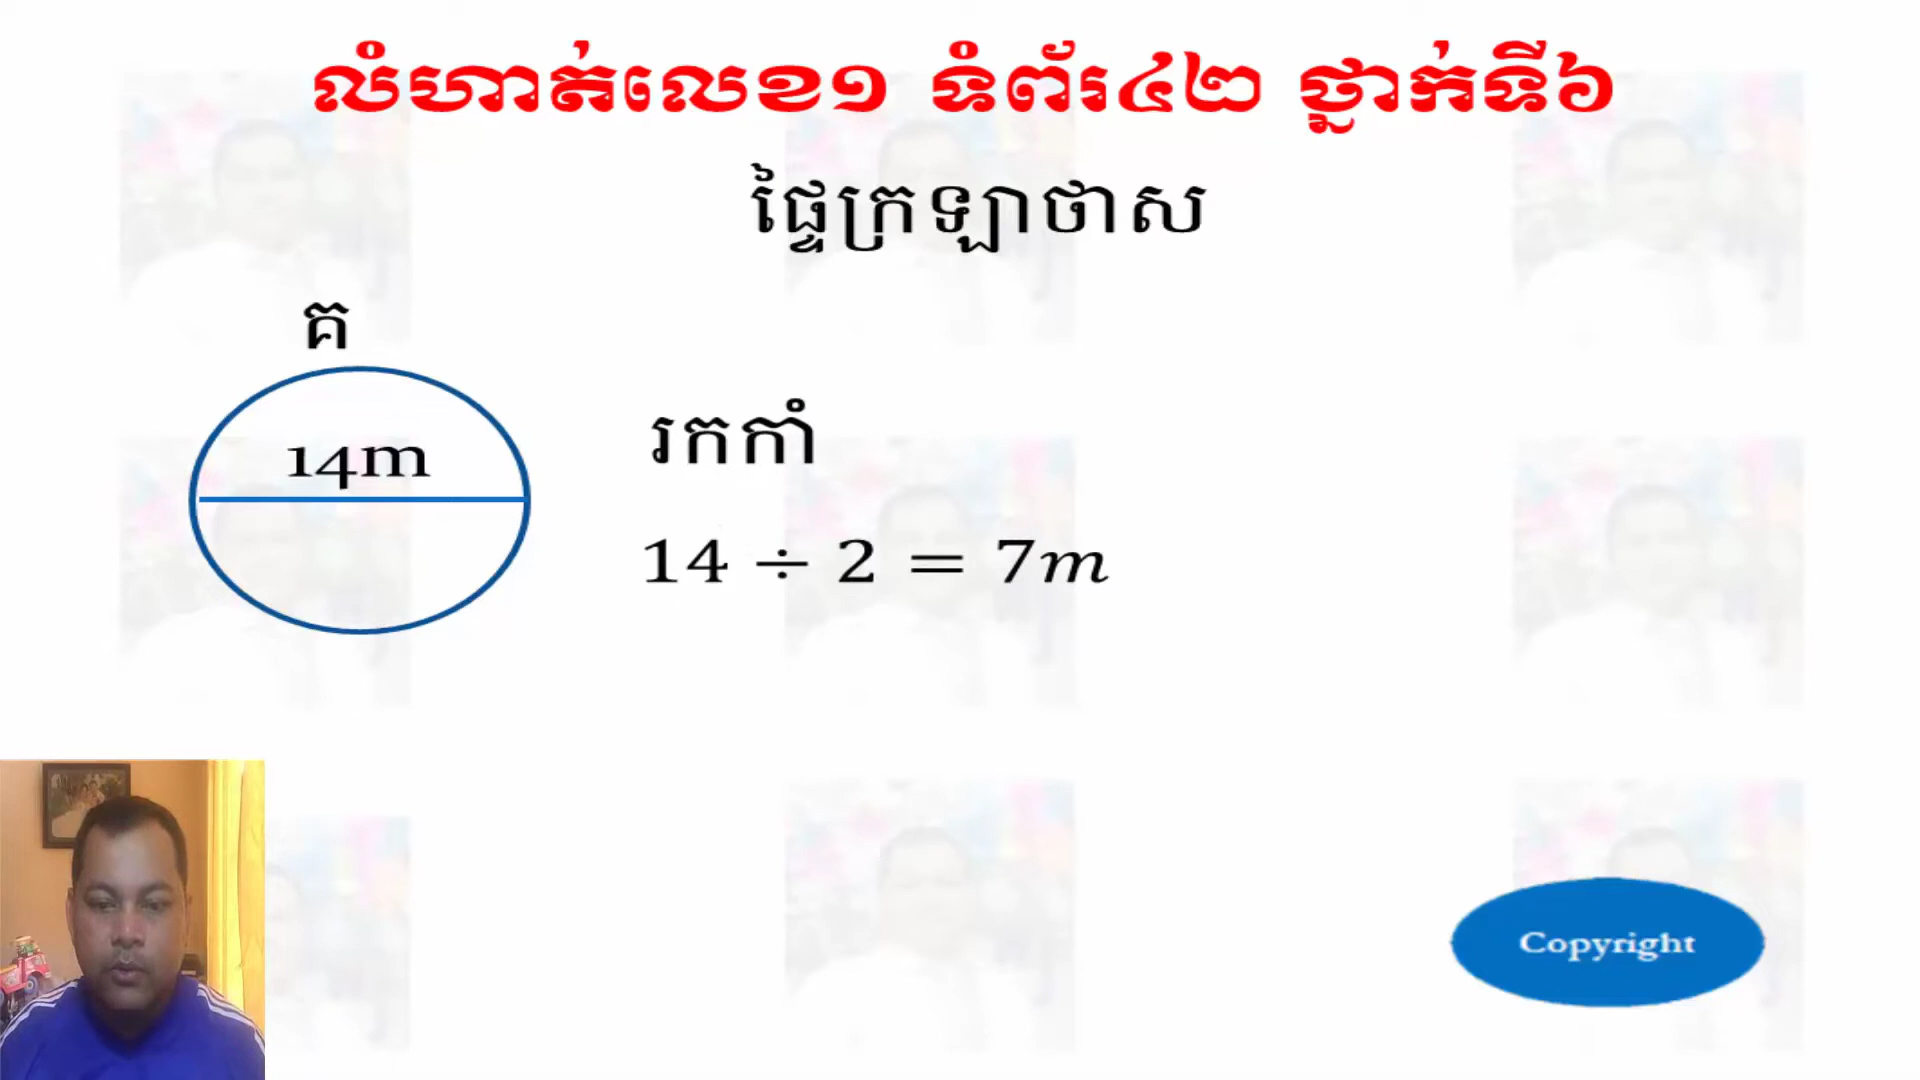 លំហាត់លេខ១ ទំព័រ៤២ ថ្នាក់ទី៦
ផ្ទៃក្រឡាថាស
គ
14m
រកកាំ
14 ÷ 2 = 7m
Copyright